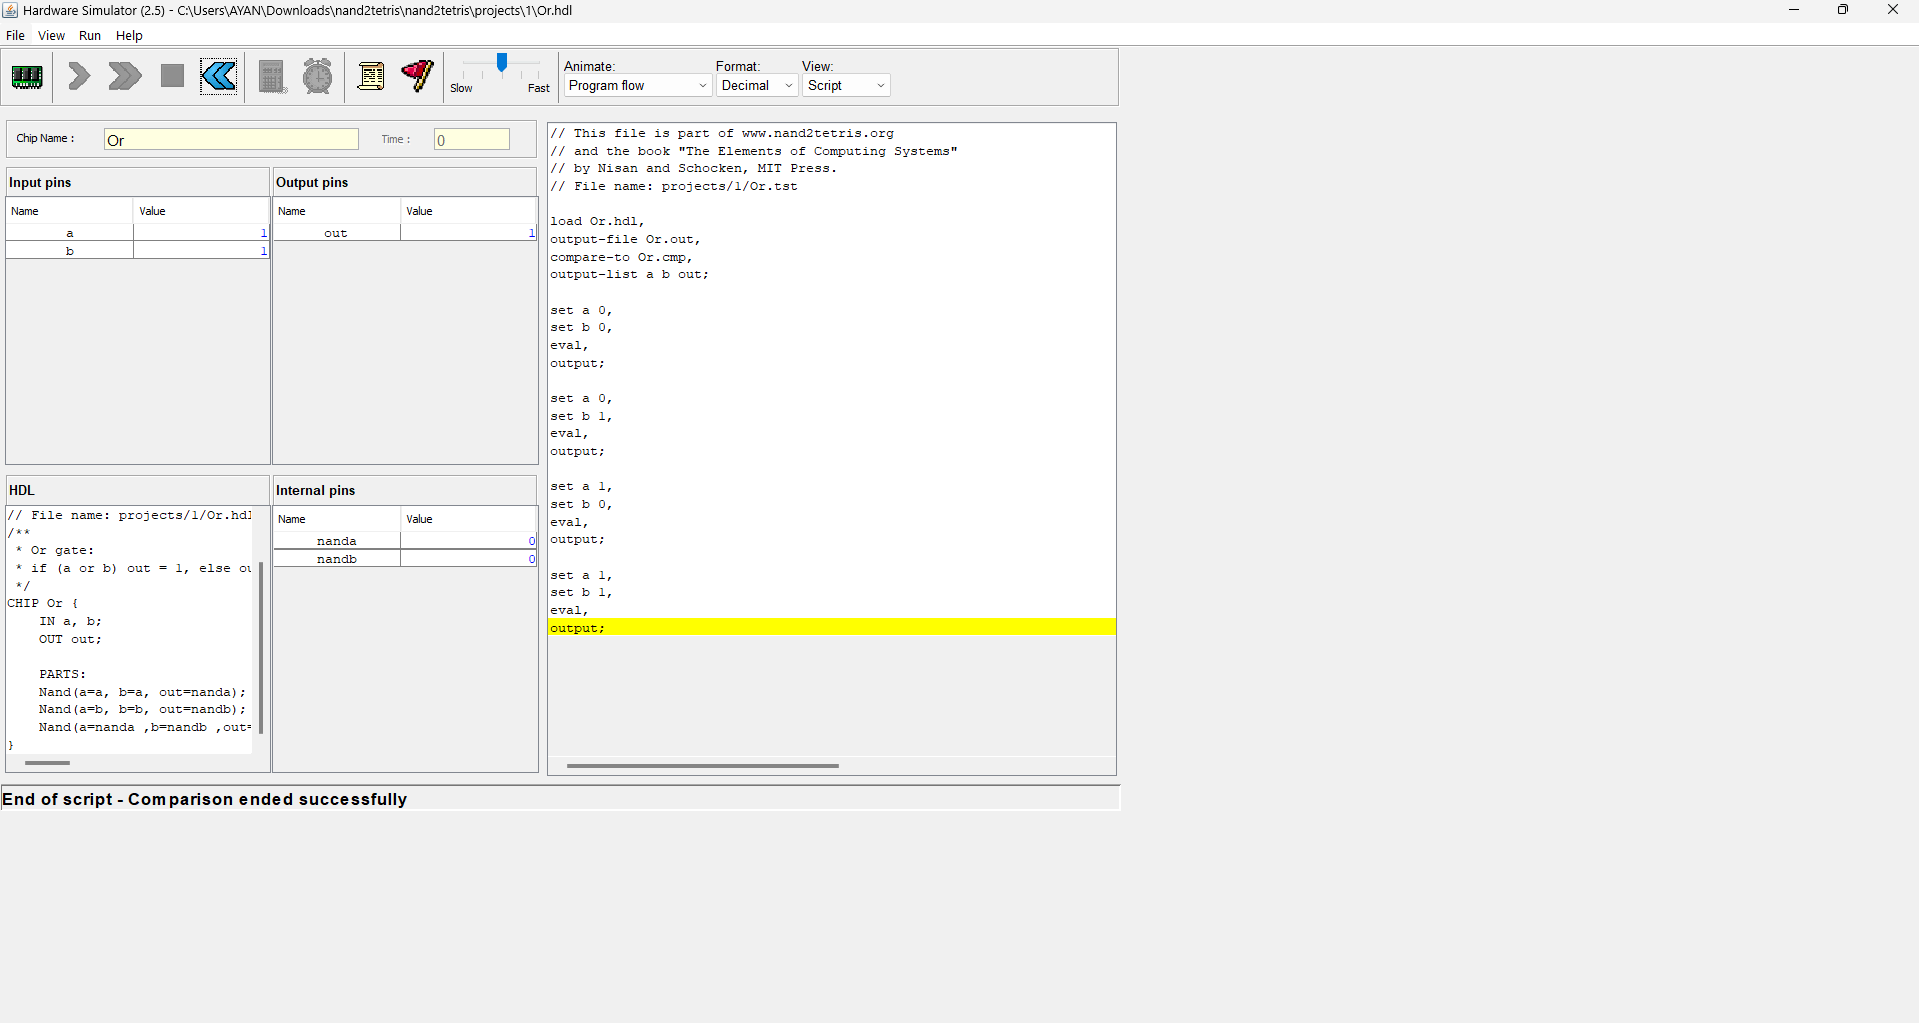 Hardware Simulator (2.5) - C:\Users\AYAN\Downloads\nand2tetris\nand2tetris\projects\1\Or.hdl
File View Run Help
Slow Fast
Animate: Format: View:
Program flow Decimal Script
Chip Name : Or Time : 0
Input pins
Name Value
a 1
b 1
Output pins
Name Value
out 1
HDL
// File name: projects/1/Or.hdl
/**
* Or gate:
* if (a or b) out = 1, else ou
*/
CHIP Or {
IN a, b;
OUT out;
PARTS:
Nand(a=a, b=a, out=nanda);
Nand(a=b, b=b, out=nandb);
Nand(a=nanda ,b=nandb ,out=
}
Internal pins
Name Value
nanda 0
nandb 0
// This file is part of www.nand2tetris.org
// and the book "The Elements of Computing Systems"
// by Nisan and Schocken, MIT Press.
// File name: projects/1/Or.tst
load Or.hdl,
output-file Or.out,
compare-to Or.cmp,
output-list a b out;
set a 0,
set b 0,
eval,
output;
set a 0,
set b 1,
eval,
output;
set a 1,
set b 0,
eval,
output;
set a 1,
set b 1,
eval,
output;
End of script - Comparison ended successfully